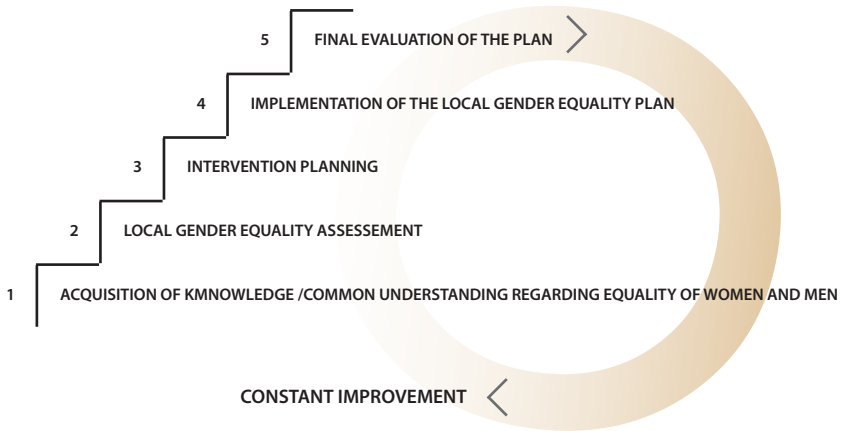 5 FINAL EVALUATION OF THE PLAN
4 IMPLEMENTATION OF THE LOCAL GENDER EQUALITY PLAN
3 INTERVENTION PLANNING
2 LOCAL GENDER EQUALITY ASSESSEMENT
1 ACQUISITION OF KMNOWLEDGE /COMMON UNDERSTANDING REGARDING EQUALITY OF WOMEN AND MEN
CONSTANT IMPROVEMENT